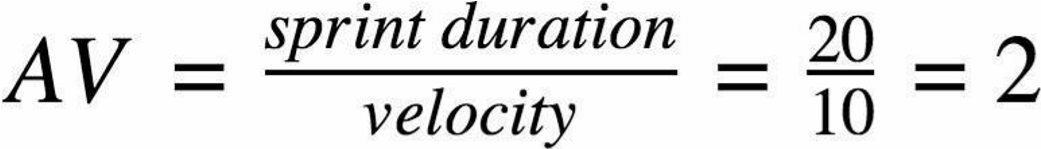 AV = sprint duration / velocity = 20 / 10 = 2